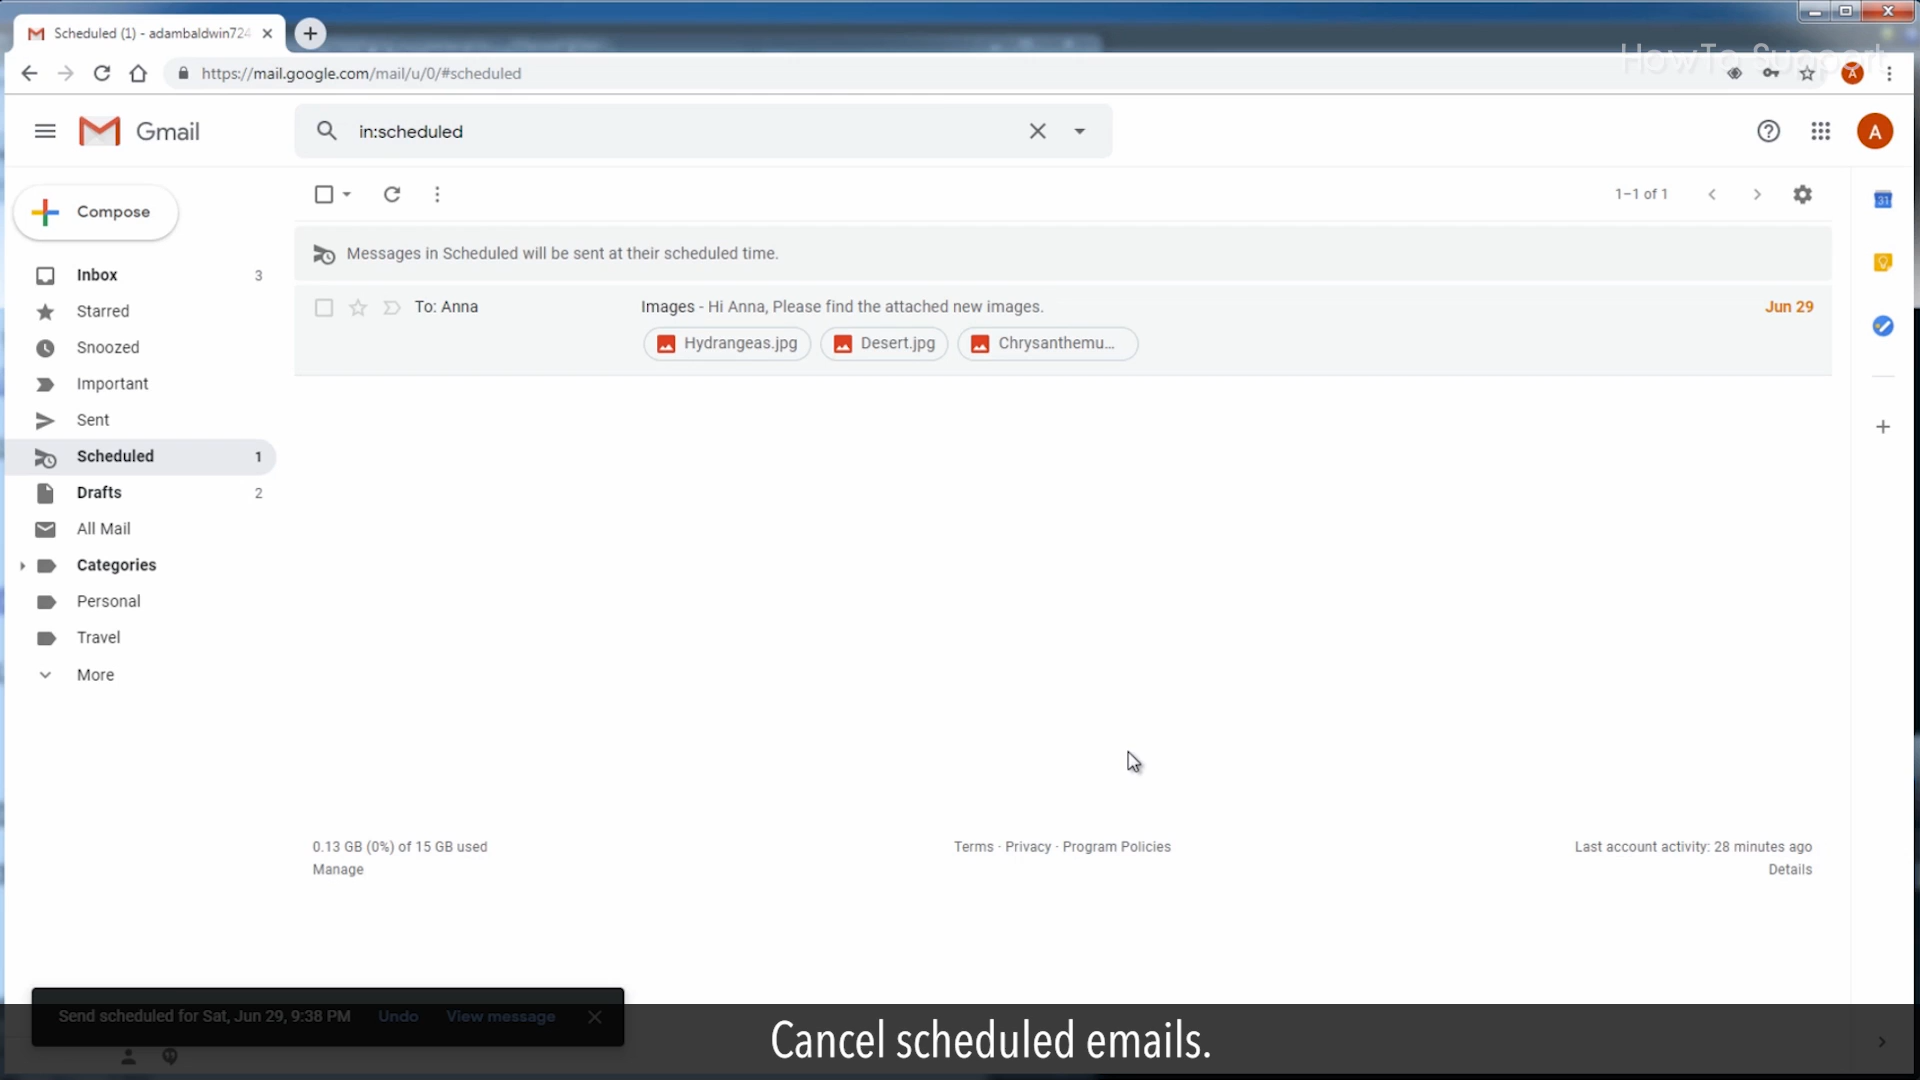 Scheduled (1) - adambaldwin724
https://mail.google.com/mail/u/0/#scheduled
HowTo Support
A
Gmail
in:scheduled
A
Compose
1–1 of 1
31
Messages in Scheduled will be sent at their scheduled time.
Inbox 3
Starred
Snoozed
Important
Sent
Scheduled 1
Drafts 2
All Mail
Categories
Personal
Travel
More
To: Anna Images - Hi Anna, Please find the attached new images. Jun 29
Hydrangeas.jpg Desert.jpg Chrysanthemu...
0.13 GB (0%) of 15 GB used
Manage
Terms · Privacy · Program Policies
Last account activity: 28 minutes ago
Details
Send scheduled for Sat, Jun 29, 9:38 PM Undo View message
Cancel scheduled emails.